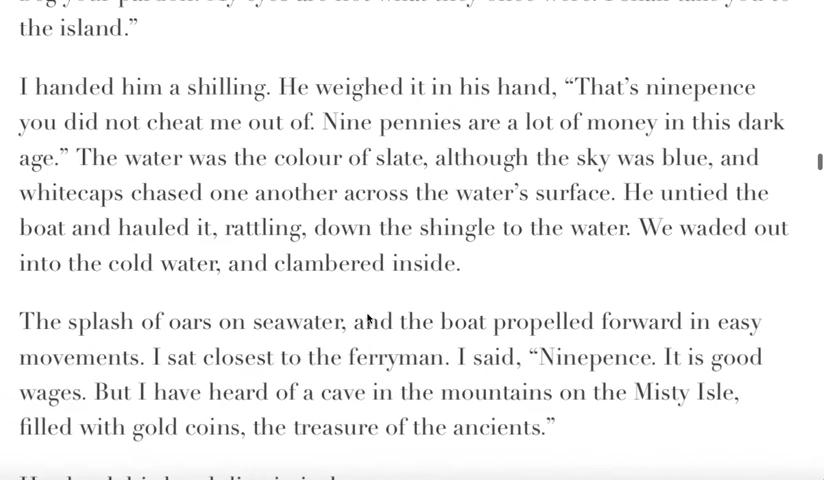 the island.”
I handed him a shilling. He weighed it in his hand, “That’s ninepence
you did not cheat me out of. Nine pennies are a lot of money in this dark
age.” The water was the colour of slate, although the sky was blue, and
whitecaps chased one another across the water’s surface. He untied the
boat and hauled it, rattling, down the shingle to the water. We waded out
into the cold water, and clambered inside.
The splash of oars on seawater, and the boat propelled forward in easy
movements. I sat closest to the ferryman. I said, “Ninepence. It is good
wages. But I have heard of a cave in the mountains on the Misty Isle,
filled with gold coins, the treasure of the ancients.”